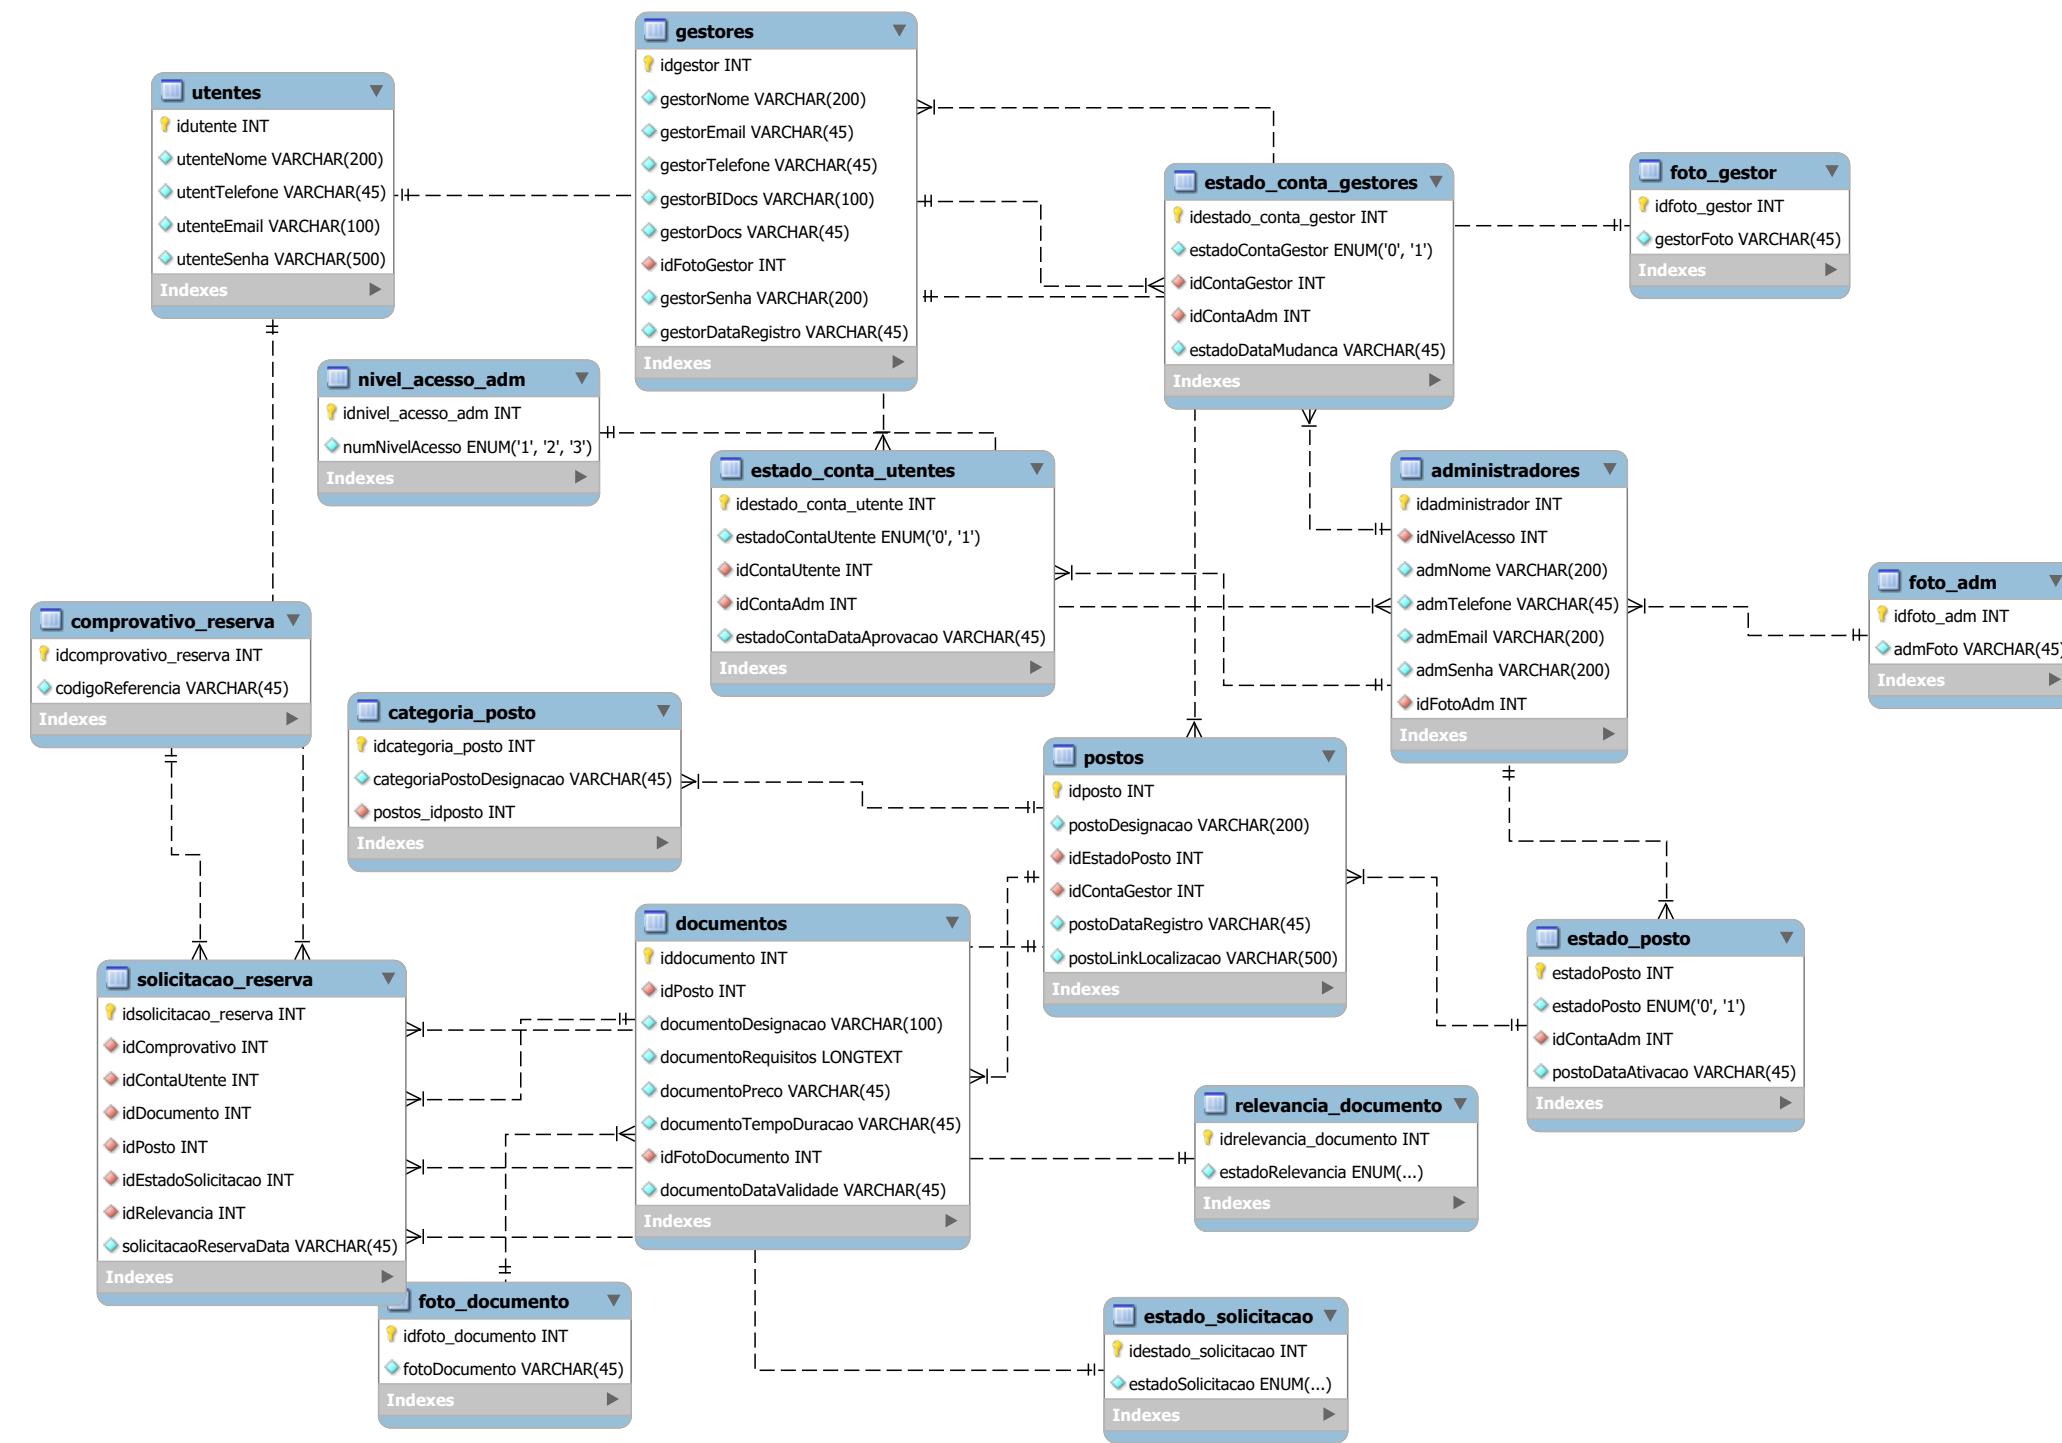 gestores
idgestor INT
gestorNome VARCHAR(200)
gestorEmail VARCHAR(45)
gestorTelefone VARCHAR(45)
gestorBIDocs VARCHAR(100)
gestorDocs VARCHAR(45)
idFotoGestor INT
gestorSenha VARCHAR(200)
gestorDataRegistro VARCHAR(45)
Indexes
utentes
idutente INT
utenteNome VARCHAR(200)
utentTelefone VARCHAR(45)
utenteEmail VARCHAR(100)
utenteSenha VARCHAR(500)
Indexes
estado_conta_gestores
idestado_conta_gestor INT
estadoContaGestor ENUM('0', '1')
idContaGestor INT
idContaAdm INT
estadoDataMudanca VARCHAR(45)
Indexes
foto_gestor
idfoto_gestor INT
gestorFoto VARCHAR(45)
Indexes
nivel_acesso_adm
idnivel_acesso_adm INT
numNivelAcesso ENUM('1', '2', '3')
Indexes
estado_conta_utentes
idestado_conta_utente INT
estadoContaUtente ENUM('0', '1')
idContaUtente INT
idContaAdm INT
estadoContaDataAprovacao VARCHAR(45)
Indexes
administradores
idadministrador INT
idNivelAcesso INT
admNome VARCHAR(200)
admTelefone VARCHAR(45)
admEmail VARCHAR(200)
admSenha VARCHAR(200)
idFotoAdm INT
Indexes
foto_adm
idfoto_adm INT
admFoto VARCHAR(45)
Indexes
comprovativo_reserva
idcomprovativo_reserva INT
codigoReferencia VARCHAR(45)
Indexes
categoria_posto
idcategoria_posto INT
categoriaPostoDesignacao VARCHAR(45)
postos_idposto INT
Indexes
postos
idposto INT
postoDesignacao VARCHAR(200)
idEstadoPosto INT
idContaGestor INT
postoDataRegistro VARCHAR(45)
postoLinkLocalizacao VARCHAR(500)
Indexes
documentos
iddocumento INT
idPosto INT
documentoDesignacao VARCHAR(100)
documentoRequisitos LONGTEXT
documentoPreco VARCHAR(45)
documentoTempoDuracao VARCHAR(45)
idFotoDocumento INT
documentoDataValidade VARCHAR(45)
Indexes
estado_posto
estadoPosto INT
estadoPosto ENUM('0', '1')
idContaAdm INT
postoDataAtivacao VARCHAR(45)
Indexes
solicitacao_reserva
idsolicitacao_reserva INT
idComprovativo INT
idContaUtente INT
idDocumento INT
idPosto INT
idEstadoSolicitacao INT
idRelevancia INT
solicitacaoReservaData VARCHAR(45)
Indexes
relevancia_documento
idrelevancia_documento INT
estadoRelevancia ENUM(...)
Indexes
foto_documento
idfoto_documento INT
fotoDocumento VARCHAR(45)
Indexes
estado_solicitacao
idestado_solicitacao INT
estadoSolicitacao ENUM(...)
Indexes